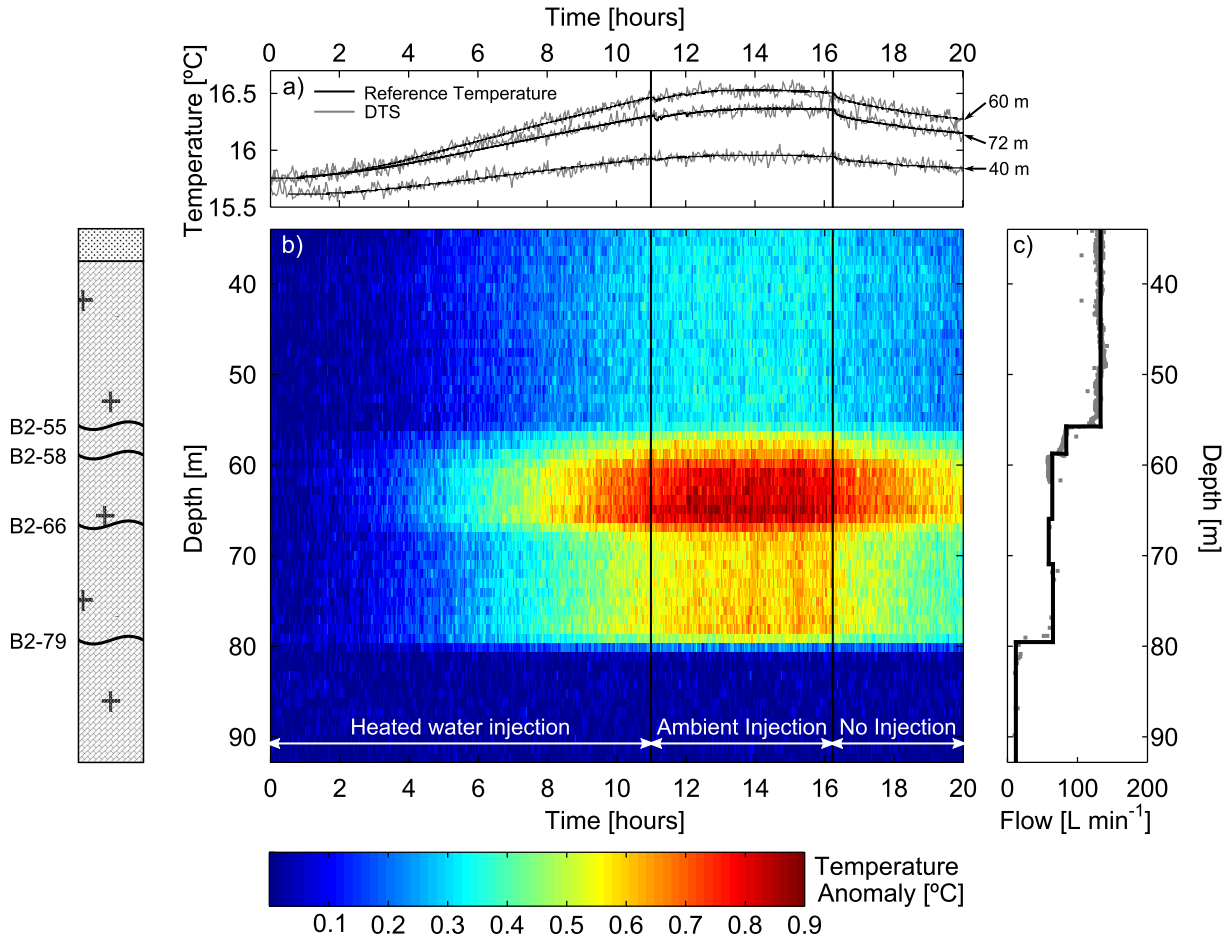 Time [hours]
0 2 4 6 8 10 12 14 16 18 20
Temperature [ºC]
16.5
16
15.5
a)
Reference Temperature
DTS
60 m
72 m
40 m
b)
c)
40
50
60
70
80
90
Depth [m]
B2-55
B2-58
B2-66
B2-79
Heated water injection
Ambient Injection
No Injection
0 2 4 6 8 10 12 14 16 18 20
Time [hours]
40
50
60
70
80
90
Depth [m]
0 100 200
Flow [L min⁻¹]
Temperature
Anomaly [ºC]
0.1 0.2 0.3 0.4 0.5 0.6 0.7 0.8 0.9